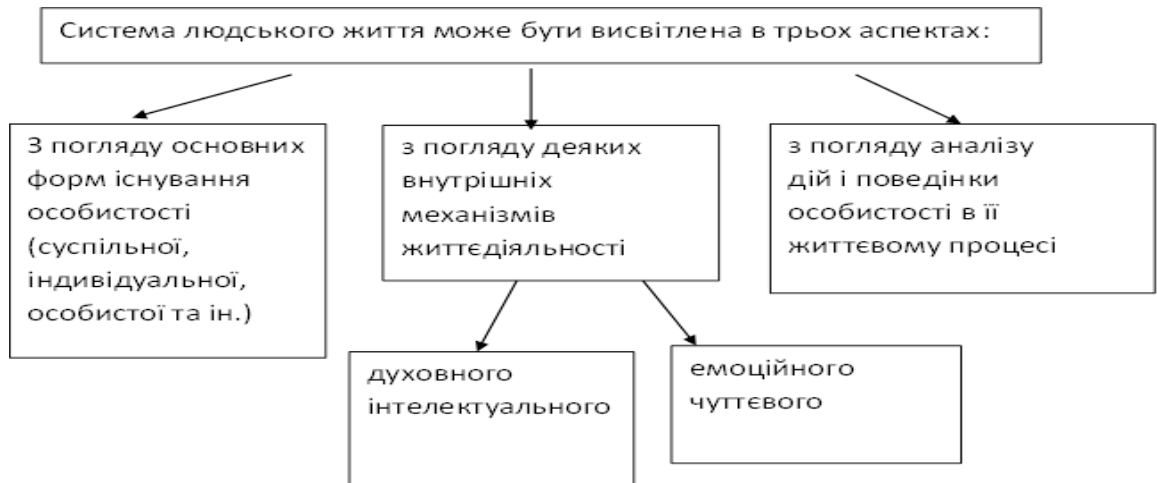 Система людського життя може бути висвітлена в трьох аспектах:
З погляду основних
форм існування
особистості
(суспільної,
індивідуальної,
особистої та ін.)
з погляду деяких
внутрішніх
механізмів
життєдіяльності
з погляду аналізу
дій і поведінки
особистості в її
життєвому процесі
духовного
інтелектуального
емоційного
чуттєвого